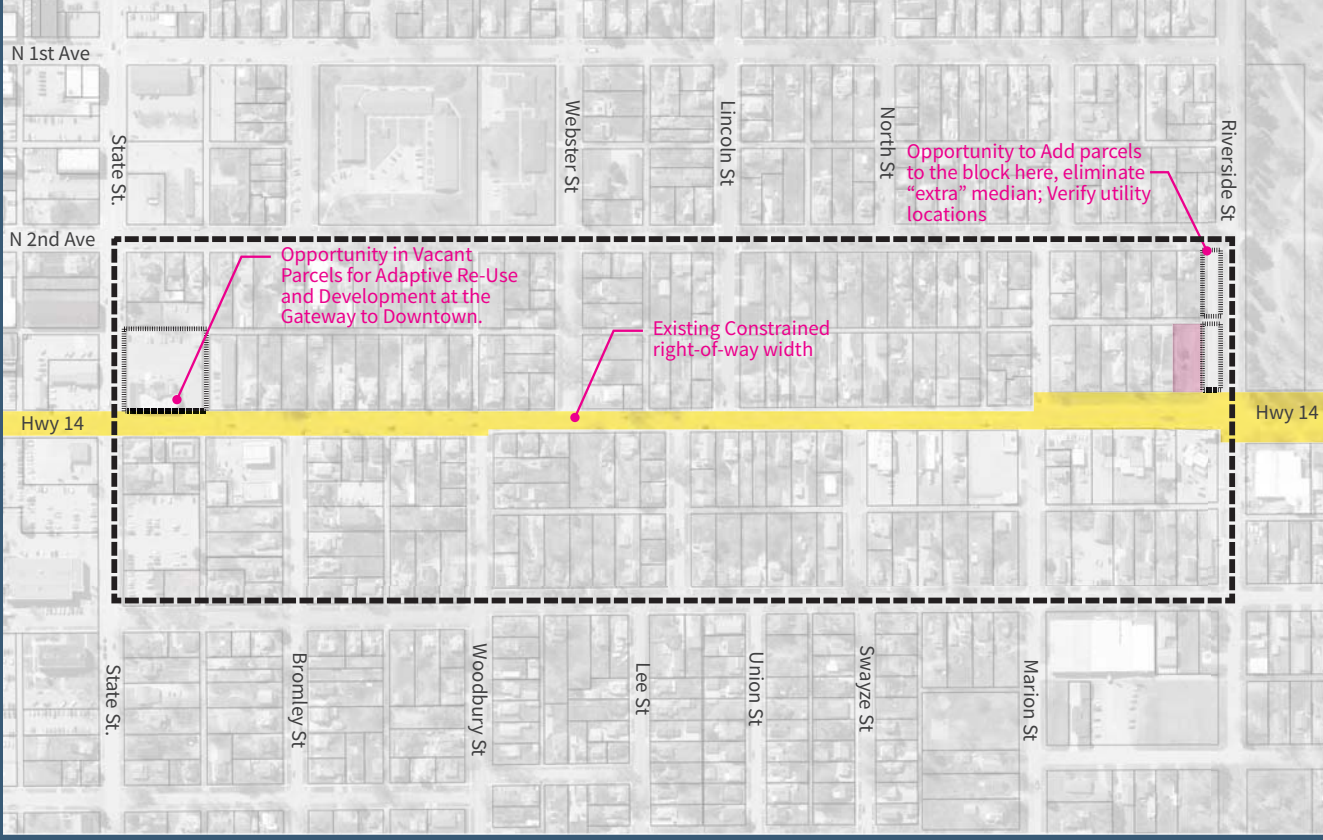 N 1st Ave
State St.
Webster St
Lincoln St
North St
Riverside St
Opportunity to Add parcels
to the block here, eliminate
“extra” median; Verify utility
locations
N 2nd Ave
Opportunity in Vacant
Parcels for Adaptive Re-Use
and Development at the
Gateway to Downtown.
Existing Constrained
right-of-way width
Hwy 14
Hwy 14
State St.
Bromley St
Woodbury St
Lee St
Union St
Swayze St
Marion St